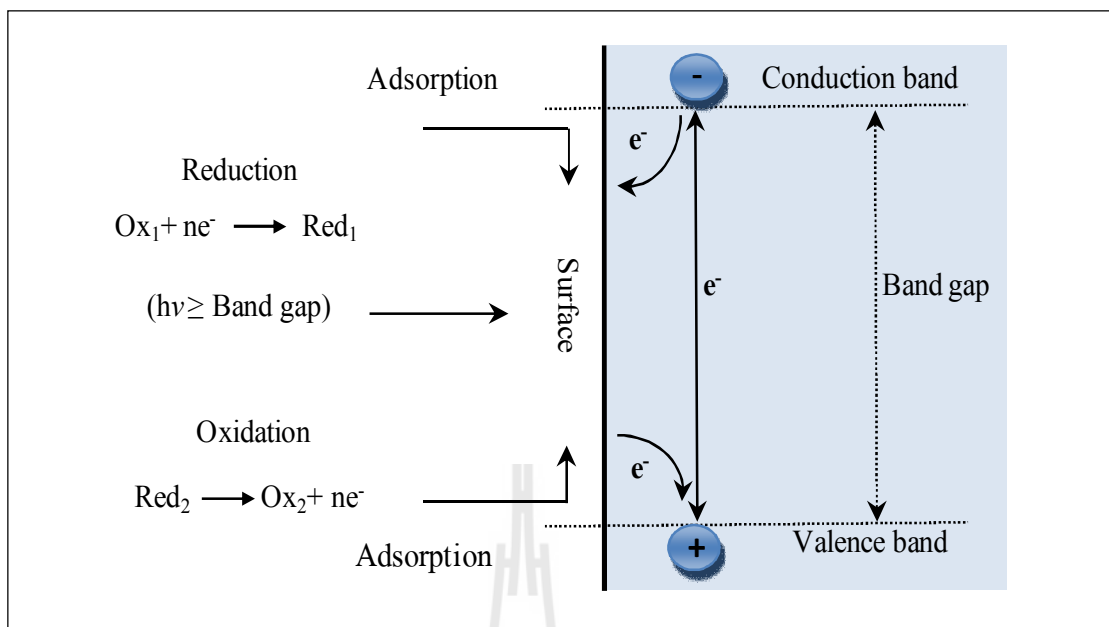 Adsorption
Reduction
Ox₁+ ne⁻ → Red₁
(hν ≥ Band gap)
Oxidation
Red₂ → Ox₂+ ne⁻
Adsorption
Surface
-
Conduction band
e⁻
e⁻
Band gap
e⁻
+
Valence band